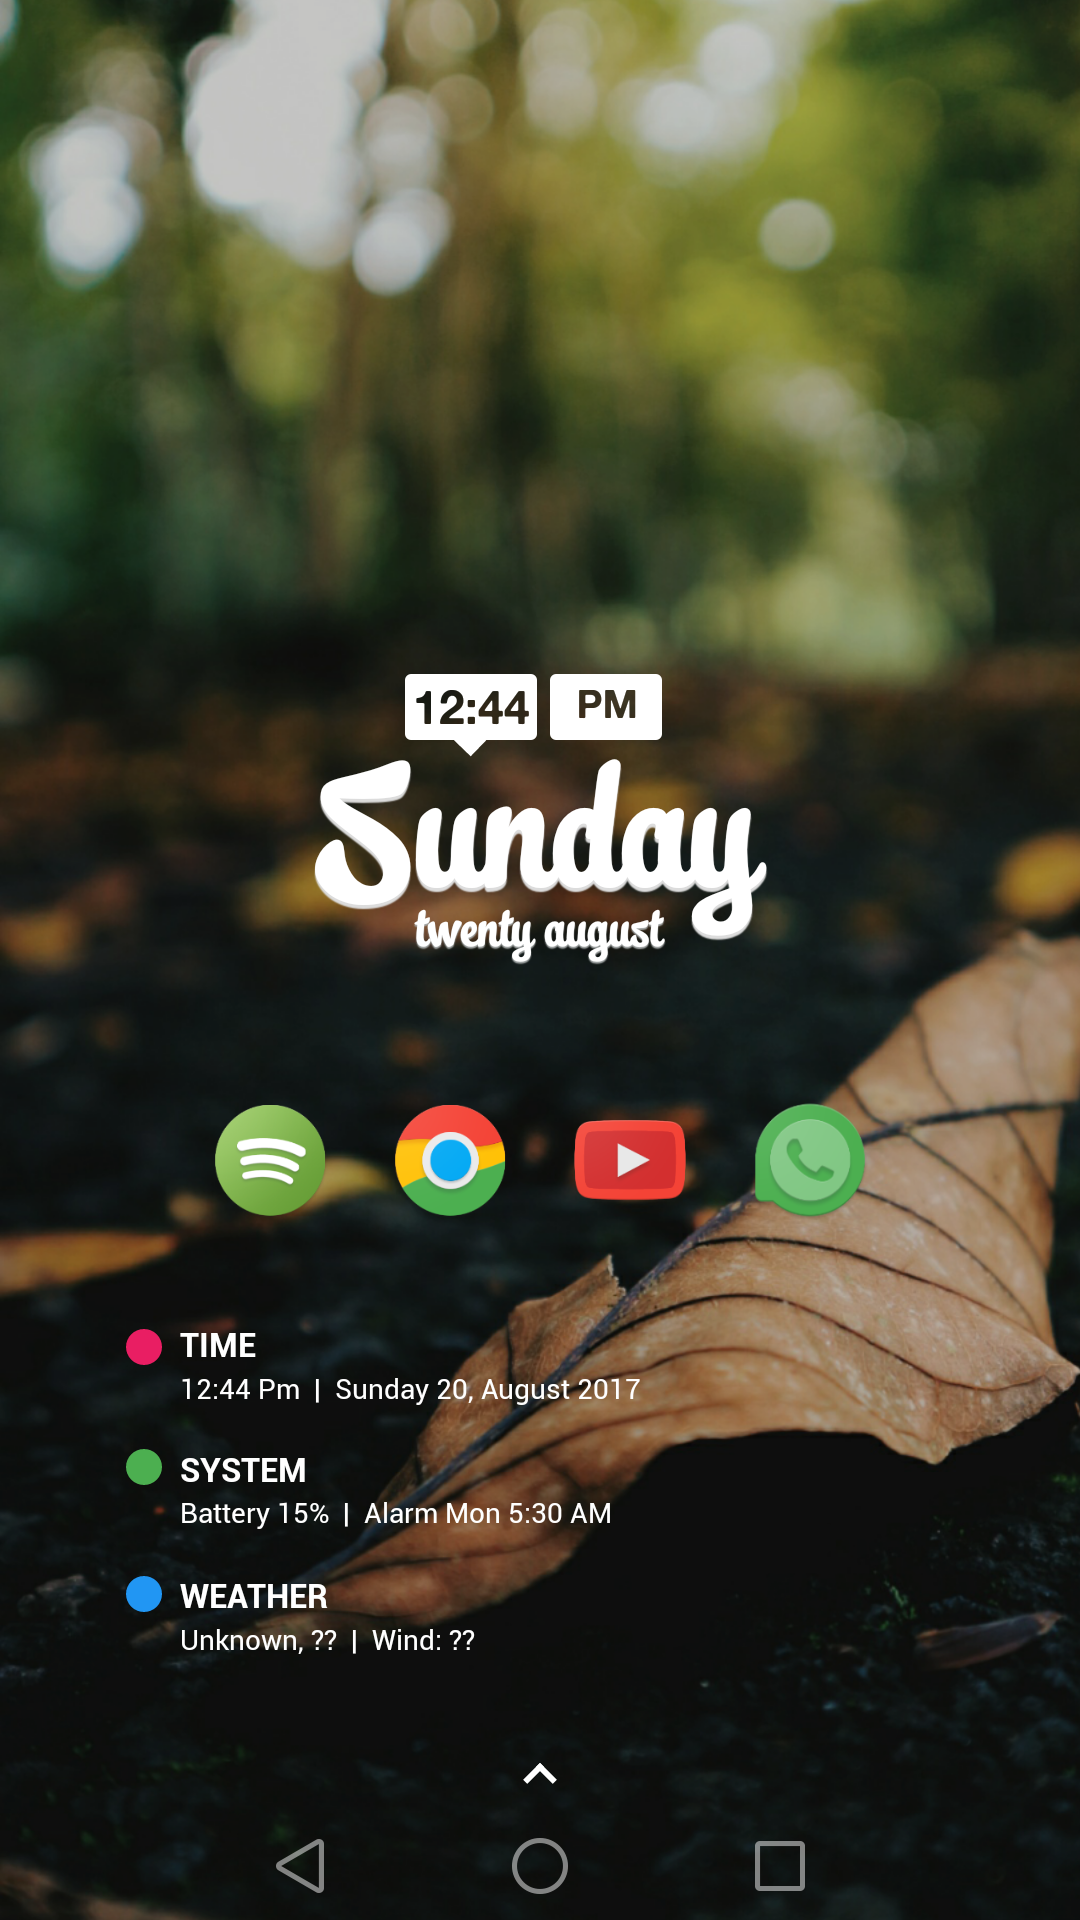 12:44 PM
Sunday
twenty august
TIME
12:44 Pm | Sunday 20, August 2017
SYSTEM
Battery 15% | Alarm Mon 5:30 AM
WEATHER
Unknown, ?? | Wind: ??